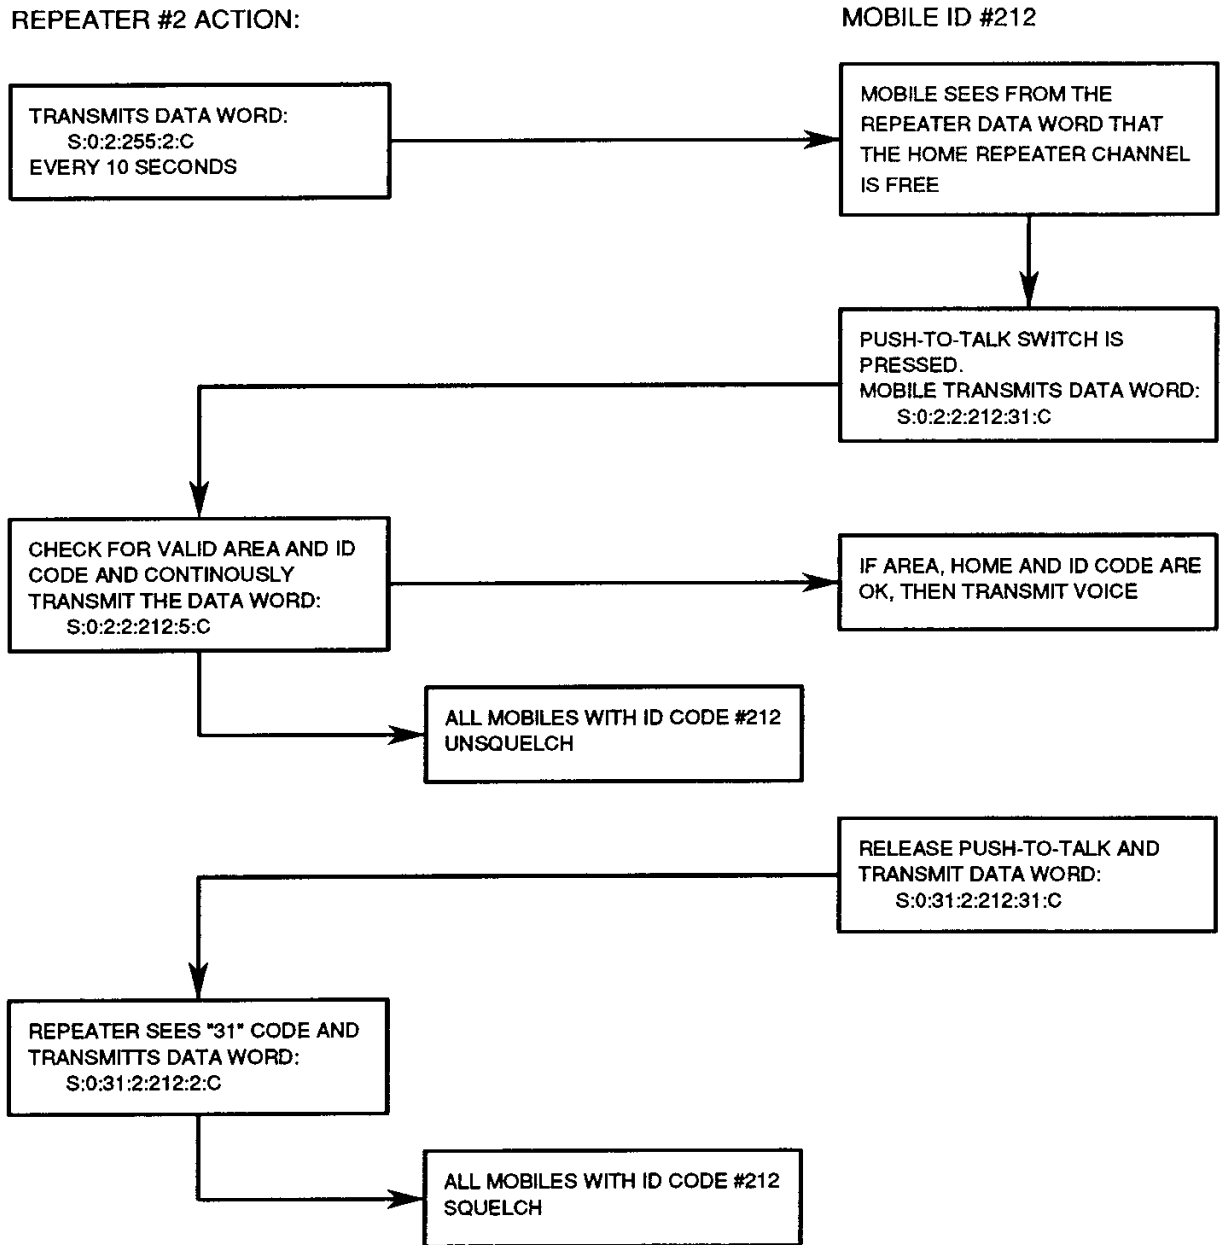 REPEATER #2 ACTION:
MOBILE ID #212
TRANSMITS DATA WORD:
S:0:2:255:2:C
EVERY 10 SECONDS
MOBILE SEES FROM THE
REPEATER DATA WORD THAT
THE HOME REPEATER CHANNEL
IS FREE
PUSH-TO-TALK SWITCH IS
PRESSED.
MOBILE TRANSMITS DATA WORD:
S:0:2:2:212:31:C
CHECK FOR VALID AREA AND ID
CODE AND CONTINOUSLY
TRANSMIT THE DATA WORD:
S:0:2:2:212:5:C
IF AREA, HOME AND ID CODE ARE
OK, THEN TRANSMIT VOICE
ALL MOBILES WITH ID CODE #212
UNSQUELCH
RELEASE PUSH-TO-TALK AND
TRANSMIT DATA WORD:
S:0:31:2:212:31:C
REPEATER SEES "31" CODE AND
TRANSMITTS DATA WORD:
S:0:31:2:212:2:C
ALL MOBILES WITH ID CODE #212
SQUELCH